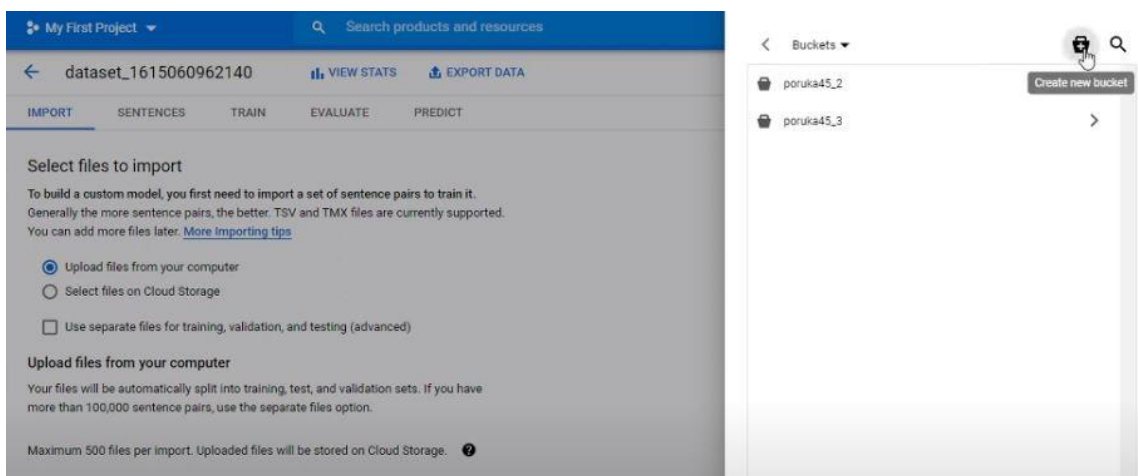 My First Project
Search products and resources
dataset_1615060962140
VIEW STATS
EXPORT DATA
IMPORT
SENTENCES
TRAIN
EVALUATE
PREDICT
Select files to import
To build a custom model, you first need to import a set of sentence pairs to train it.
Generally the more sentence pairs, the better. TSV and TMX files are currently supported.
You can add more files later. More Importing tips
Upload files from your computer
Select files on Cloud Storage
Use separate files for training, validation, and testing (advanced)
Upload files from your computer
Your files will be automatically split into training, test, and validation sets. If you have
more than 100,000 sentence pairs, use the separate files option.
Maximum 500 files per import. Uploaded files will be stored on Cloud Storage.
Buckets
poruka45_2
Create new bucket
poruka45_3